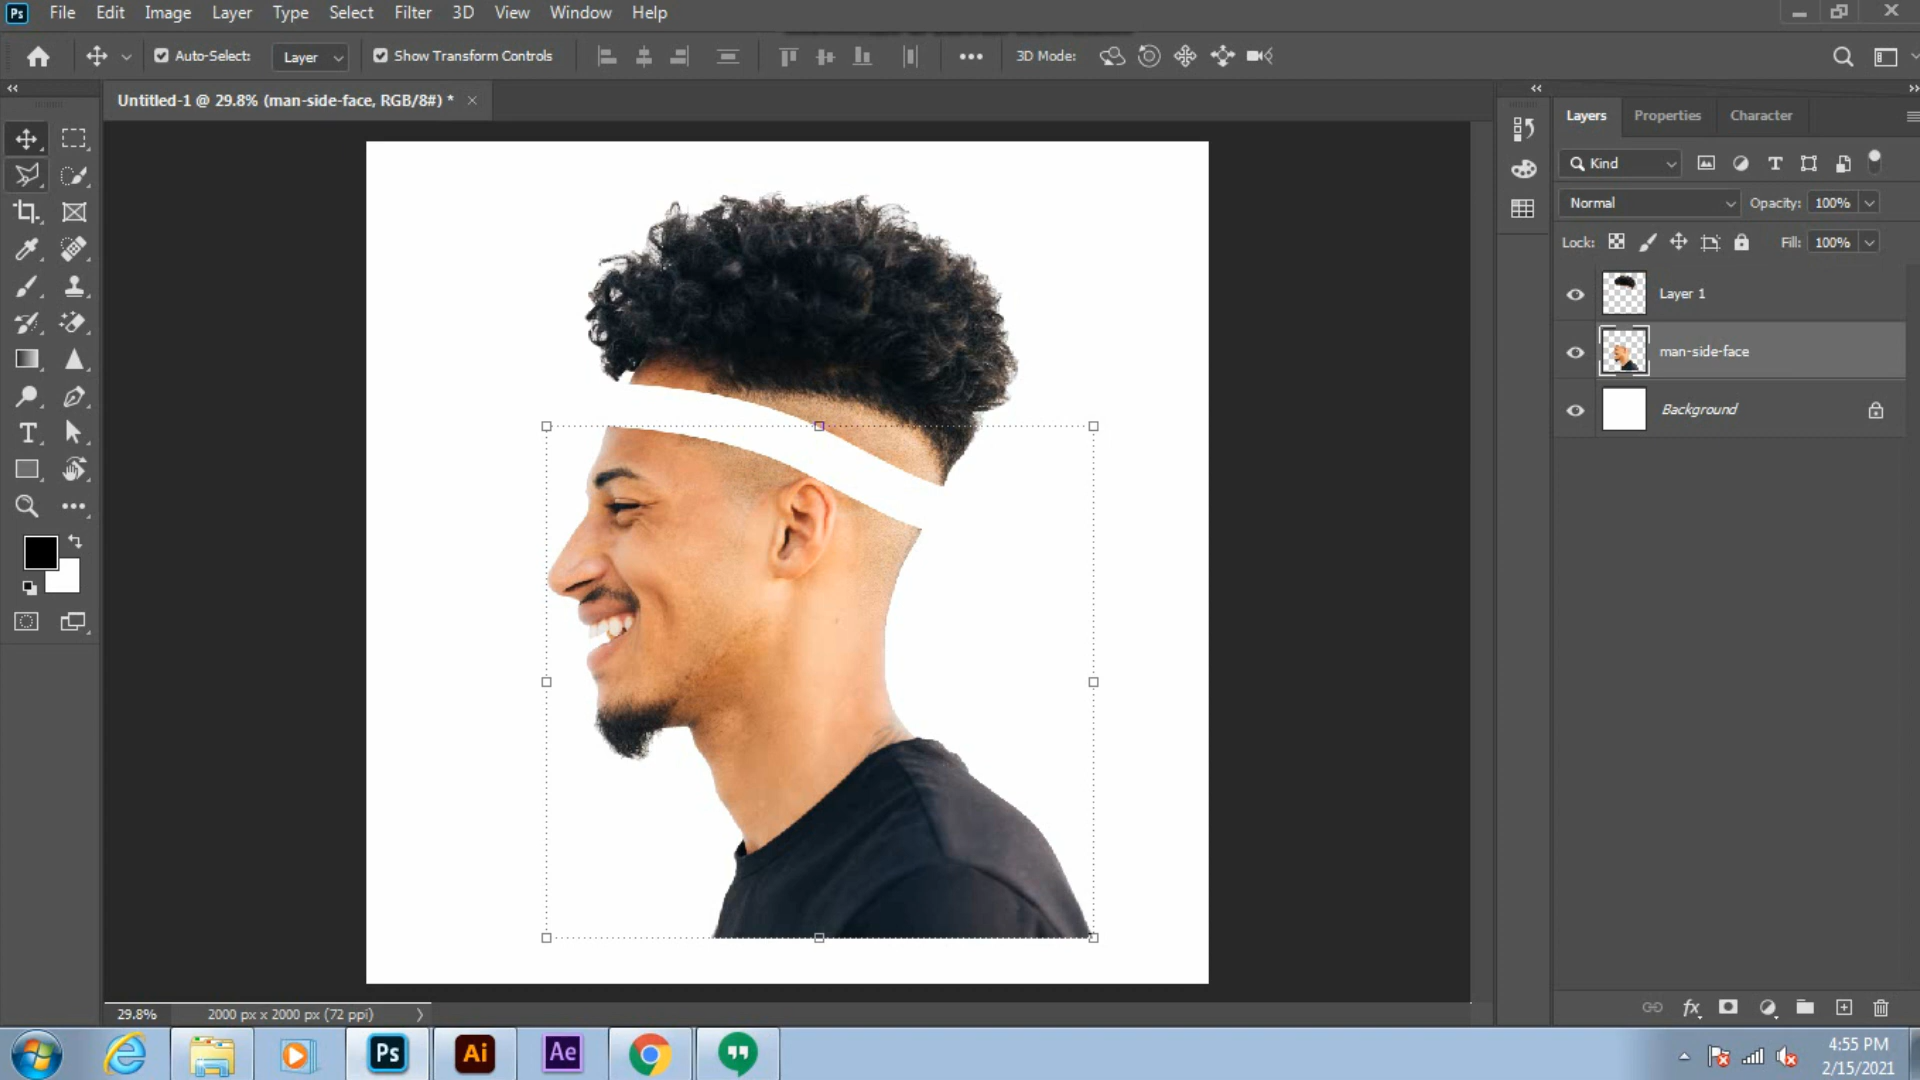 Ps File Edit Image Layer Type Select Filter 3D View Window Help
Auto-Select: Layer Show Transform Controls 3D Mode:
Untitled-1 @ 29.8% (man-side-face, RGB/8#) *
Layers Properties Character
Kind
Normal Opacity: 100%
Lock: Fill: 100%
Layer 1
man-side-face
Background
29.8% 2000 px x 2000 px (72 ppi)
Ps Ai Ae
4:55 PM
2/15/2021